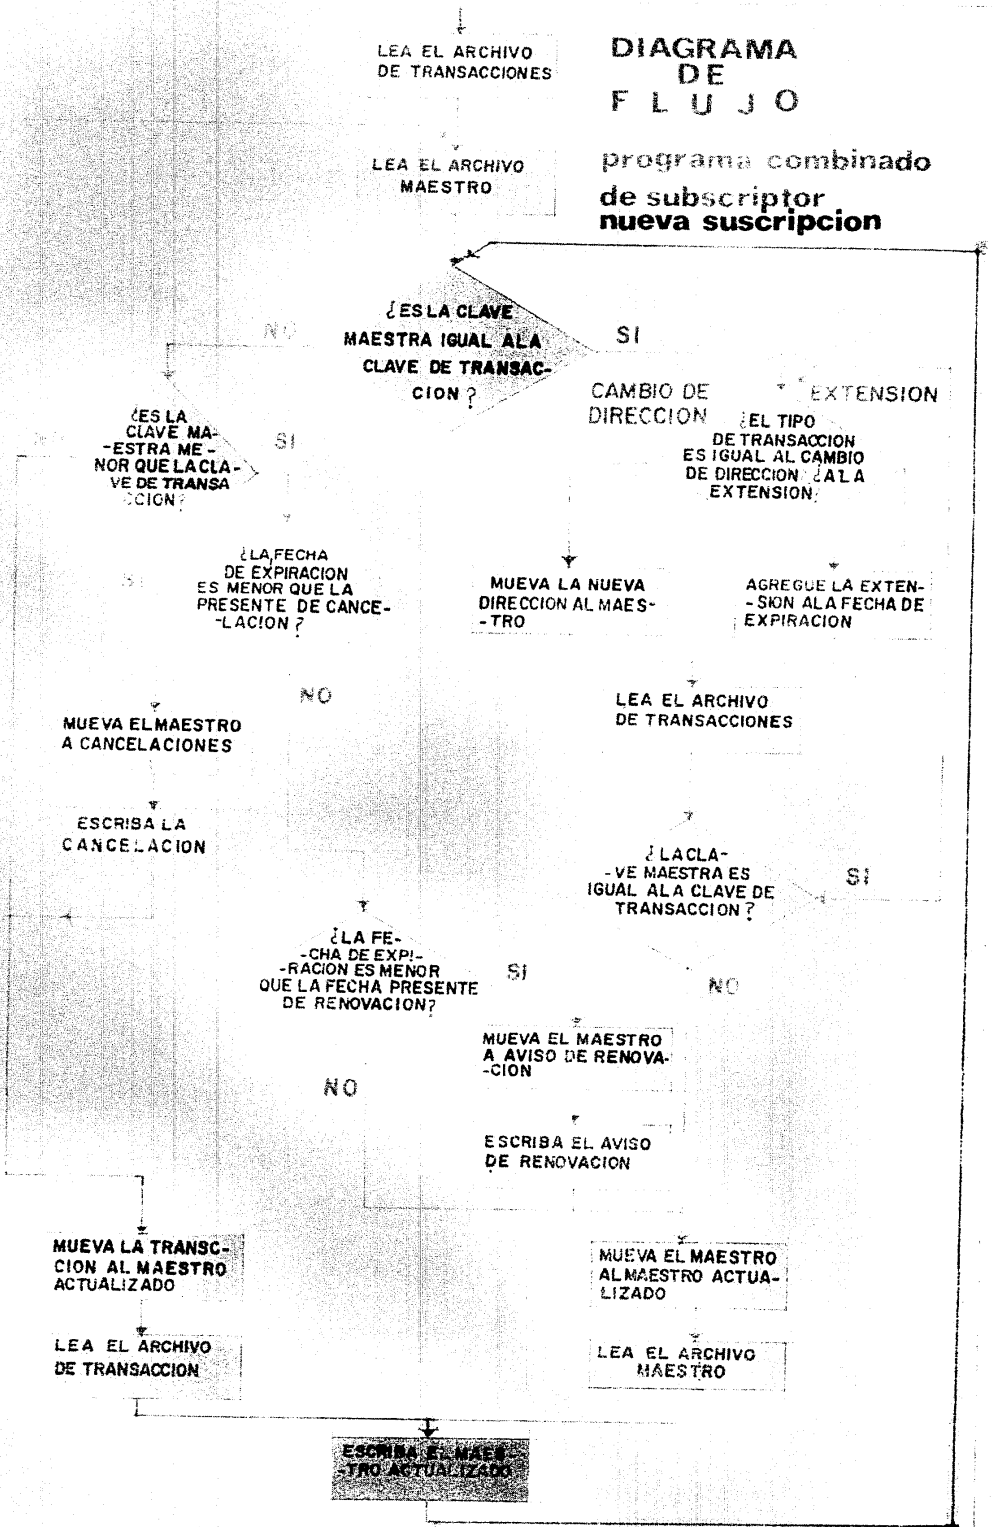 LEA EL ARCHIVO
DE TRANSACCIONES
DIAGRAMA
DE
FLUJO
programa combinado
de subscriptor
nueva suscripcion
LEA EL ARCHIVO
MAESTRO
¿ES LA CLAVE
MAESTRA IGUAL ALA
CLAVE DE TRANSAC-
CION?
NO
SI
CAMBIO DE
DIRECCION
EXTENSION
¿EL TIPO
DE TRANSACCION
ES IGUAL AL CAMBIO
DE DIRECCION ¿ALA
EXTENSION?
¿ES LA
CLAVE MA-
-ESTRA ME-
NOR QUE LA CLA-
VE DE TRANSA
CCION?
SI
¿LA FECHA
DE EXPIRACION
ES MENOR QUE LA
PRESENTE DE CANCE-
-LACION?
SI
NO
MUEVA LA NUEVA
DIRECCION AL MAES-
-TRO
AGREGUE LA EXTEN-
-SION ALA FECHA DE
EXPIRACION
MUEVA EL MAESTRO
A CANCELACIONES
LEA EL ARCHIVO
DE TRANSACCIONES
ESCRIBA LA
CANCELACION
¿LA CLA-
-VE MAESTRA ES
IGUAL ALA CLAVE DE
TRANSACCION?
SI
NO
¿LA FE-
-CHA DE EXPI-
-RACION ES MENOR
QUE LA FECHA PRESENTE
DE RENOVACION?
SI
NO
MUEVA EL MAESTRO
A AVISO DE RENOVA-
-CION
ESCRIBA EL AVISO
DE RENOVACION
MUEVA LA TRANSC-
CION AL MAESTRO
ACTUALIZADO
MUEVA EL MAESTRO
AL MAESTRO ACTUA-
LIZADO
LEA EL ARCHIVO
DE TRANSACCION
LEA EL ARCHIVO
MAESTRO
ESCRIBA EL MAES-
-TRO ACTUALIZADO